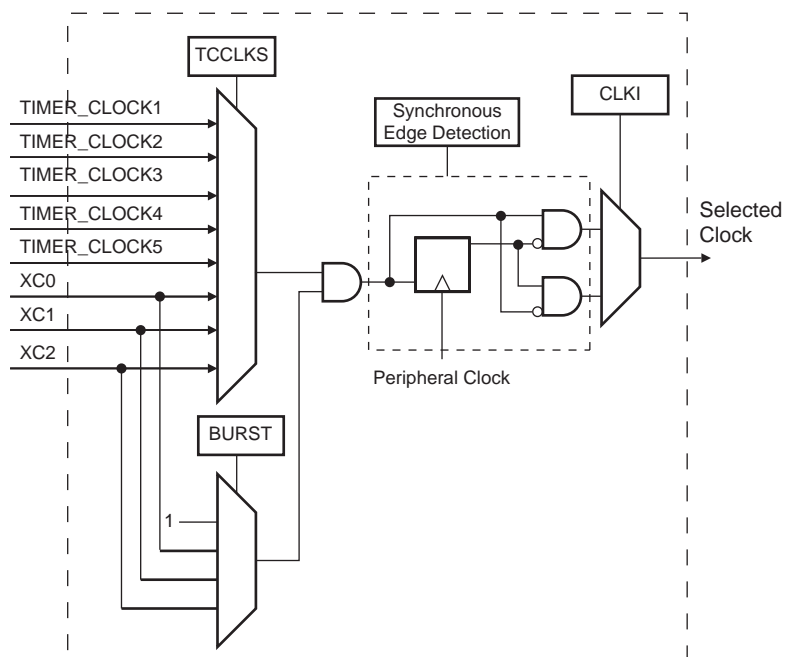 TCCLKS
CLKI
Synchronous
Edge Detection
TIMER_CLOCK1
TIMER_CLOCK2
TIMER_CLOCK3
TIMER_CLOCK4
TIMER_CLOCK5
XC0
XC1
XC2
Selected
Clock
Peripheral Clock
BURST
1